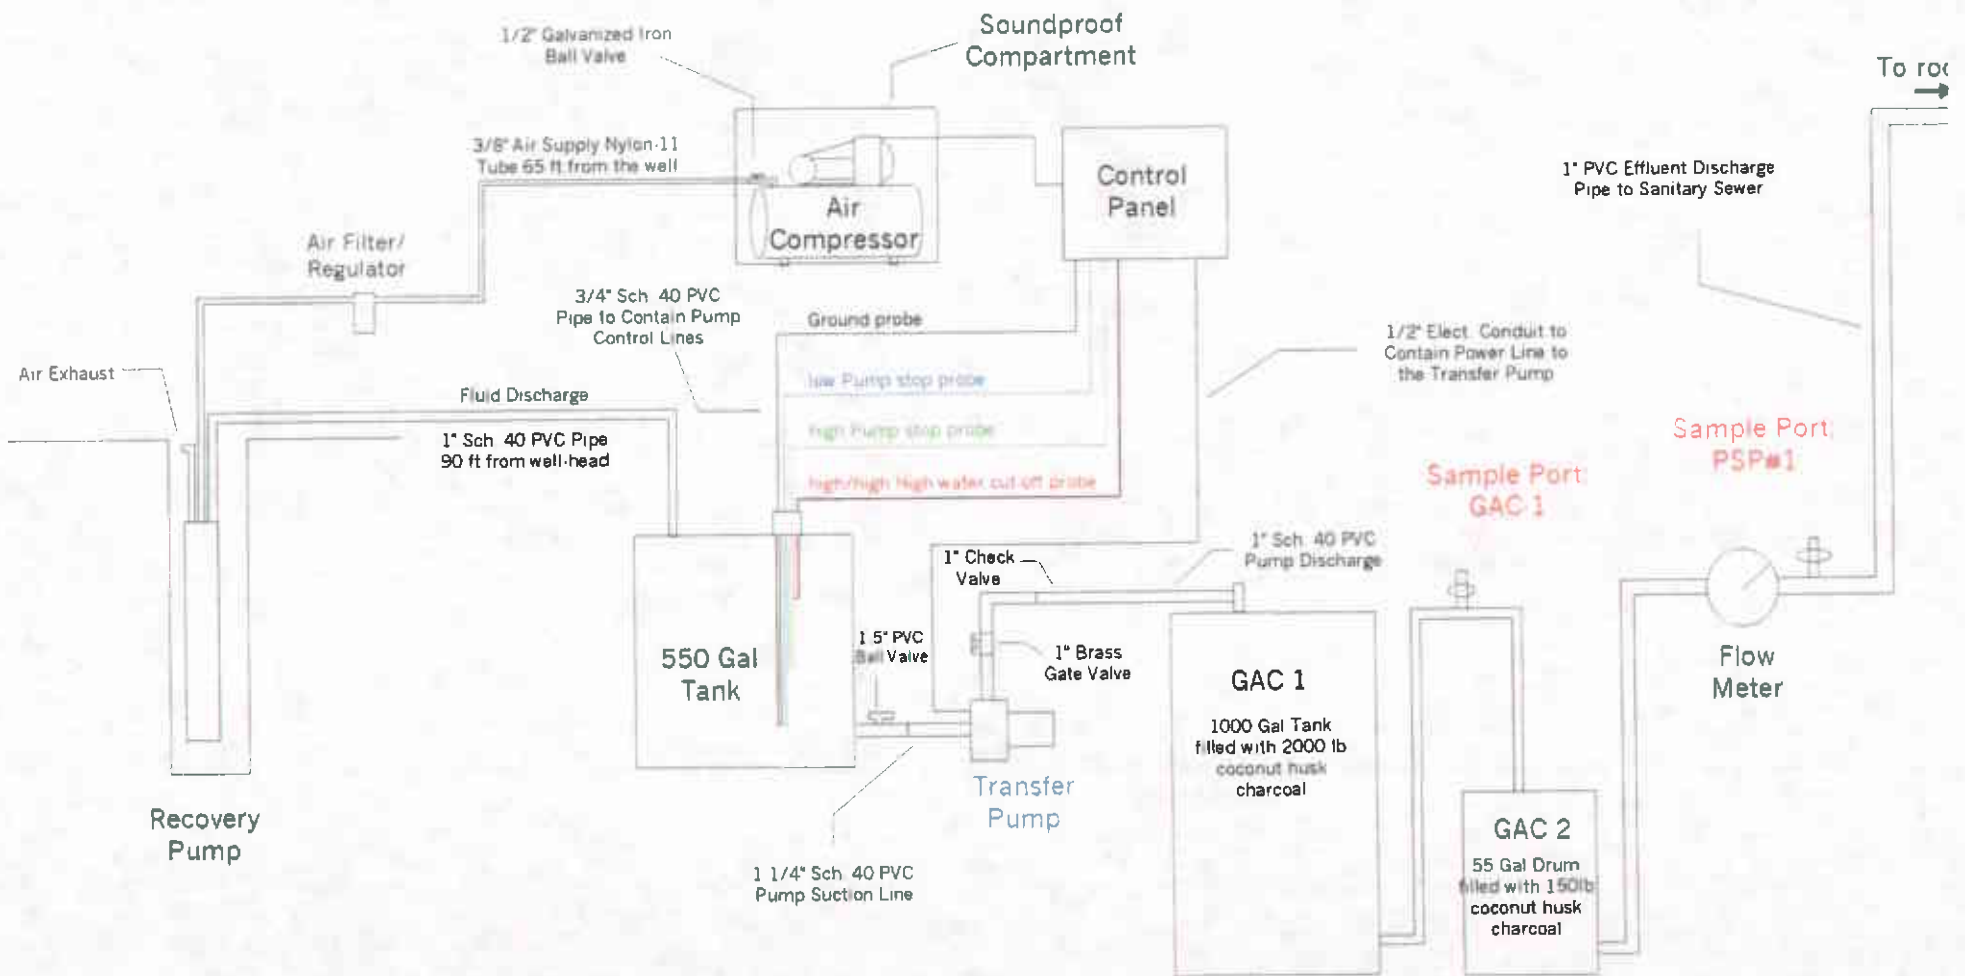 1/2" Galvanized Iron
Ball Valve
Soundproof
Compartment
To
3/8" Air Supply Nylon-11
Tube 65 ft from the well
Air
Compressor
Control
Panel
1" PVC Effluent Discharge
Pipe to Sanitary Sewer
Air Filter/
Regulator
3/4" Sch. 40 PVC
Pipe to Contain Pump
Control Lines
Ground probe
low Pump stop probe
high Pump stop probe
high/high High water cut off probe
1/2" Elect. Conduit to
Contain Power Line to
the Transfer Pump
Air Exhaust
Fluid Discharge
1" Sch. 40 PVC Pipe
90 ft from well-head
Sample Port:
GAC 1
Sample Port:
PSP#1
1" Check
Valve
1" Sch. 40 PVC
Pump Discharge
550 Gal
Tank
1 5" PVC
Ball Valve
1" Brass
Gate Valve
GAC 1
1000 Gal Tank
filled with 2000 lb
coconut husk
charcoal
Flow
Meter
Recovery
Pump
Transfer
Pump
1 1/4" Sch. 40 PVC
Pump Suction Line
GAC 2
55 Gal Drum
filled with 150lb
coconut husk
charcoal